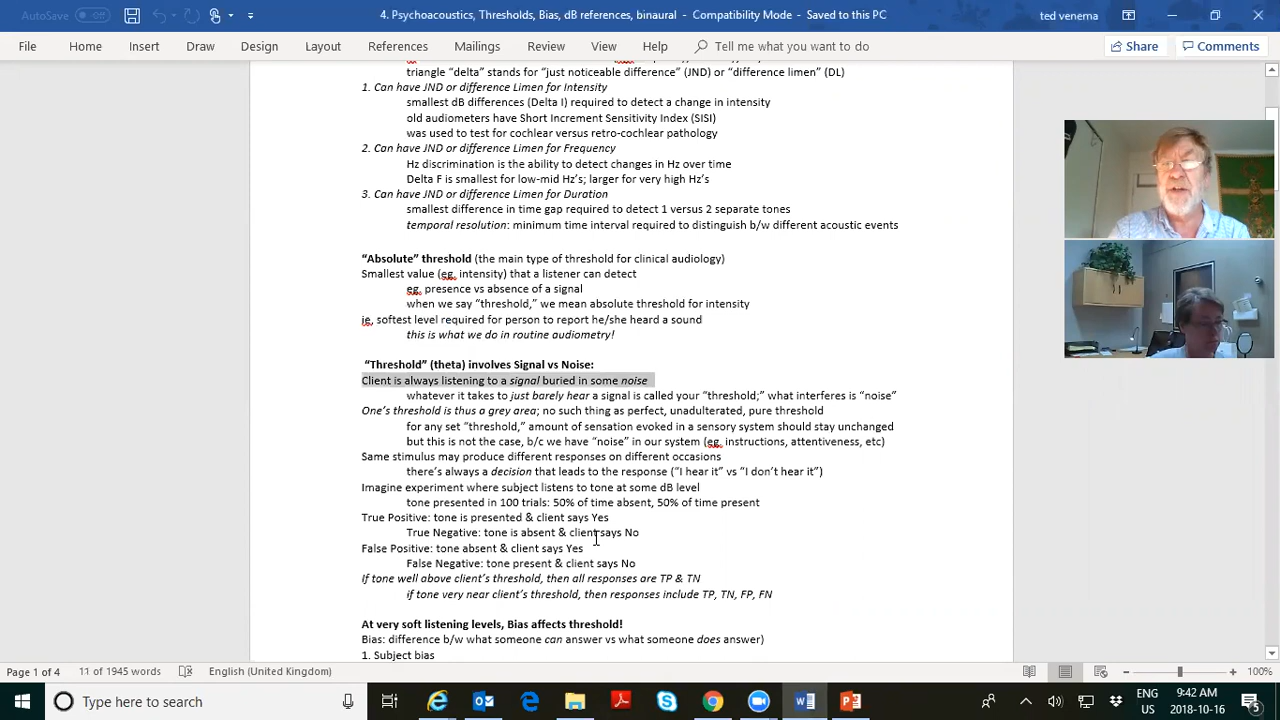 AutoSave Off
4. Psychoacoustics, Thresholds, Bias, dB references, binaural - Compatibility Mode - Saved to this PC
ted venema
File Home Insert Draw Design Layout References Mailings Review View Help Tell me what you want to do
Share Comments
triangle “delta” stands for “just noticeable difference” (JND) or “difference limen” (DL)
1. Can have JND or difference Limen for Intensity
smallest dB differences (Delta I) required to detect a change in intensity
old audiometers have Short Increment Sensitivity Index (SISI)
was used to test for cochlear versus retro-cochlear pathology
2. Can have JND or difference Limen for Frequency
Hz discrimination is the ability to detect changes in Hz over time
Delta F is smallest for low-mid Hz’s; larger for very high Hz’s
3. Can have JND or difference Limen for Duration
smallest difference in time gap required to detect 1 versus 2 separate tones
temporal resolution: minimum time interval required to distinguish b/w different acoustic events
“Absolute” threshold (the main type of threshold for clinical audiology)
Smallest value (eg. intensity) that a listener can detect
eg. presence vs absence of a signal
when we say “threshold,” we mean absolute threshold for intensity
ie, softest level required for person to report he/she heard a sound
this is what we do in routine audiometry!
“Threshold” (theta) involves Signal vs Noise:
Client is always listening to a signal buried in some noise
whatever it takes to just barely hear a signal is called your “threshold;” what interferes is “noise”
One’s threshold is thus a grey area; no such thing as perfect, unadulterated, pure threshold
for any set “threshold,” amount of sensation evoked in a sensory system should stay unchanged
but this is not the case, b/c we have “noise” in our system (eg. instructions, attentiveness, etc)
Same stimulus may produce different responses on different occasions
there’s always a decision that leads to the response (“I hear it” vs “I don’t hear it”)
Imagine experiment where subject listens to tone at some dB level
tone presented in 100 trials: 50% of time absent, 50% of time present
True Positive: tone is presented & client says Yes
True Negative: tone is absent & client says No
False Positive: tone absent & client says Yes
False Negative: tone present & client says No
If tone well above client’s threshold, then all responses are TP & TN
if tone very near client’s threshold, then responses include TP, TN, FP, FN
At very soft listening levels, Bias affects threshold!
Bias: difference b/w what someone can answer vs what someone does answer)
1. Subject bias
Page 1 of 4 11 of 1945 words English (United Kingdom) 100%
Type here to search
ENG
US
9:42 AM
2018-10-16
5